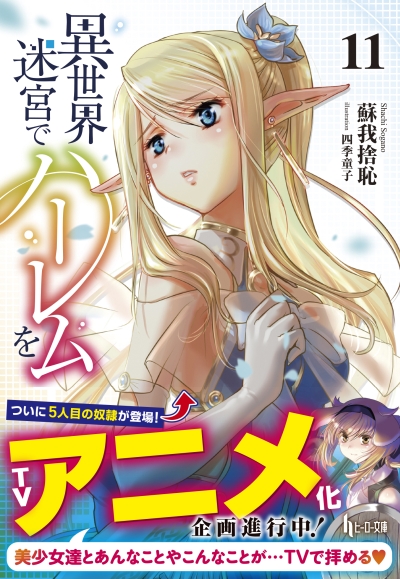 異世界
迷宮で
ハーレム
を
11
蘇我捨恥
Shachi Sogano
illustration 四季童子
ついに5人目の奴隷が登場!
TVアニメ化
企画進行中!
ヒーロー文庫
美少女達とあんなことやこんなことが…TVで拝める♥